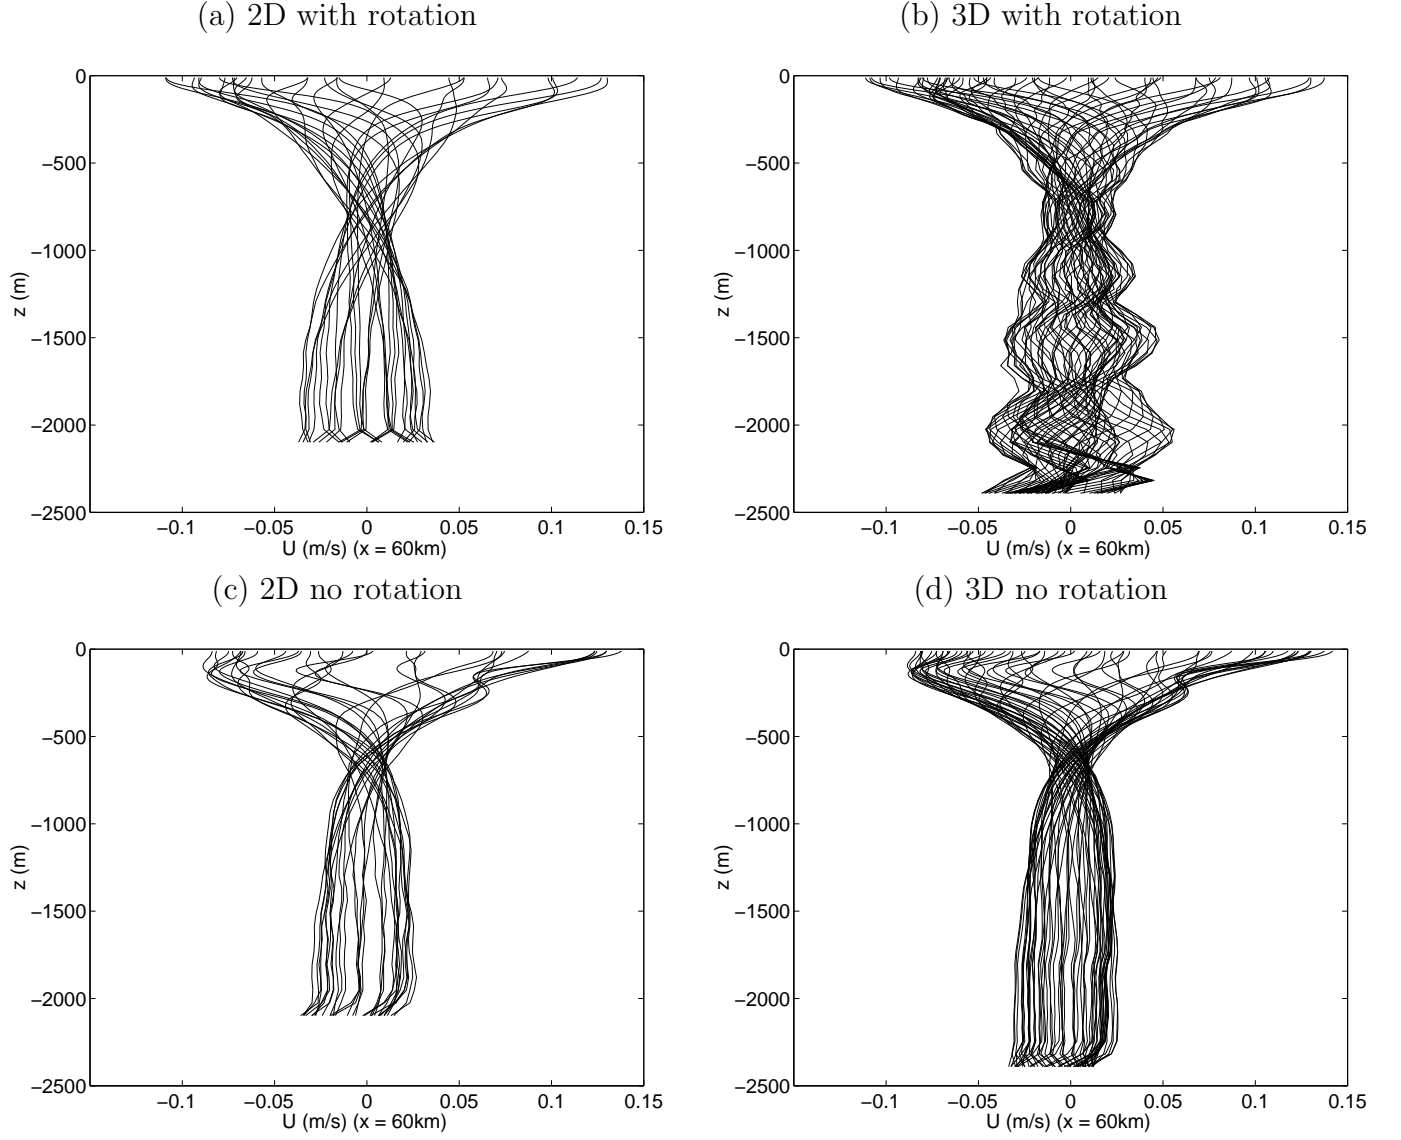 (a) 2D with rotation
(b) 3D with rotation
0
−500
−1000
−1500
−2000
−2500
z (m)
−0.1 −0.05 0 0.05 0.1 0.15
U (m/s) (x = 60km)
0
−500
−1000
−1500
−2000
−2500
z (m)
−0.1 −0.05 0 0.05 0.1 0.15
U (m/s) (x = 60km)
(c) 2D no rotation
(d) 3D no rotation
0
−500
−1000
−1500
−2000
−2500
z (m)
−0.1 −0.05 0 0.05 0.1 0.15
U (m/s) (x = 60km)
0
−500
−1000
−1500
−2000
−2500
z (m)
−0.1 −0.05 0 0.05 0.1 0.15
U (m/s) (x = 60km)